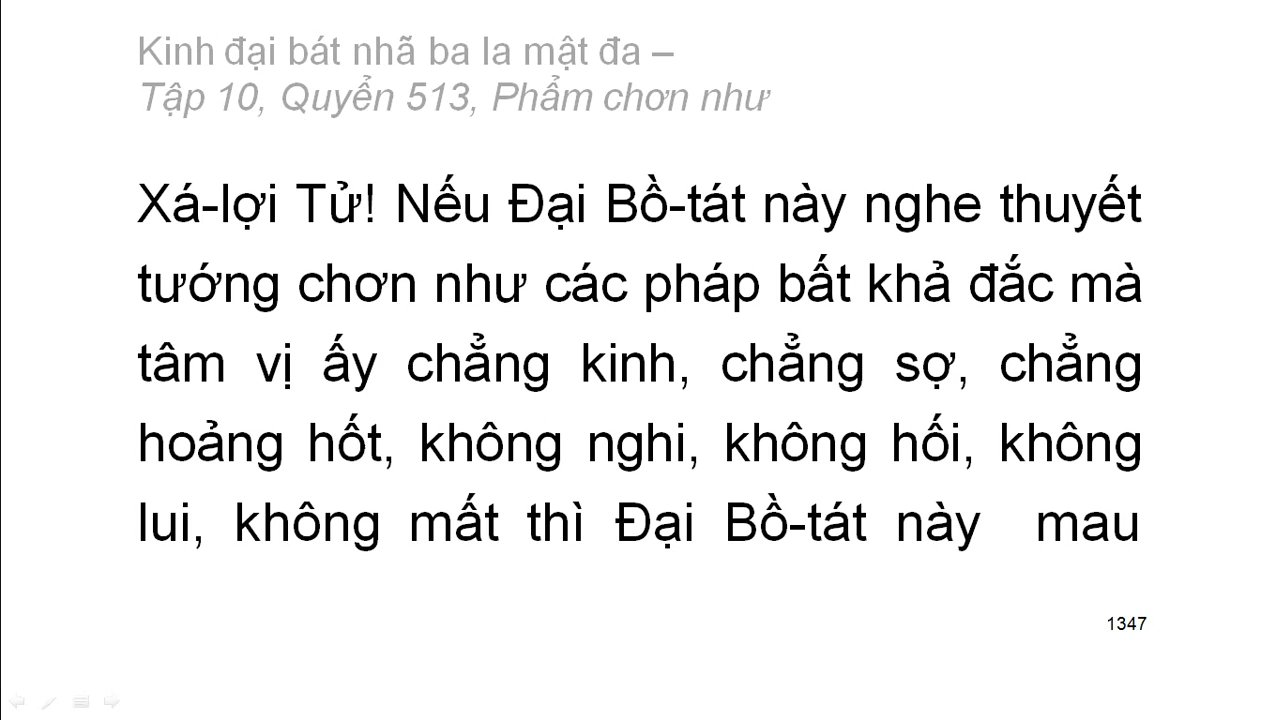 Kinh đại bát nhã ba la mật đa –
Tập 10, Quyển 513, Phẩm chơn như
Xá-lợi Tử! Nếu Đại Bồ-tát này nghe thuyết
tướng chơn như các pháp bất khả đắc mà
tâm vị ấy chẳng kinh, chẳng sợ, chẳng
hoảng hốt, không nghi, không hối, không
lui, không mất thì Đại Bồ-tát này mau
1347